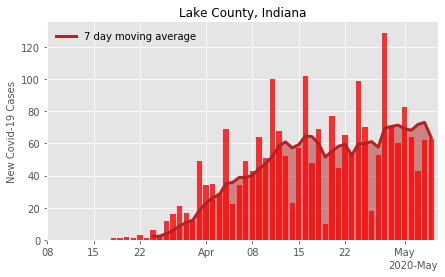 Lake County, Indiana
7 day moving average
New Covid-19 Cases
120
100
80
60
40
20
0
08 15 22 Apr 08 15 22 May
2020-May